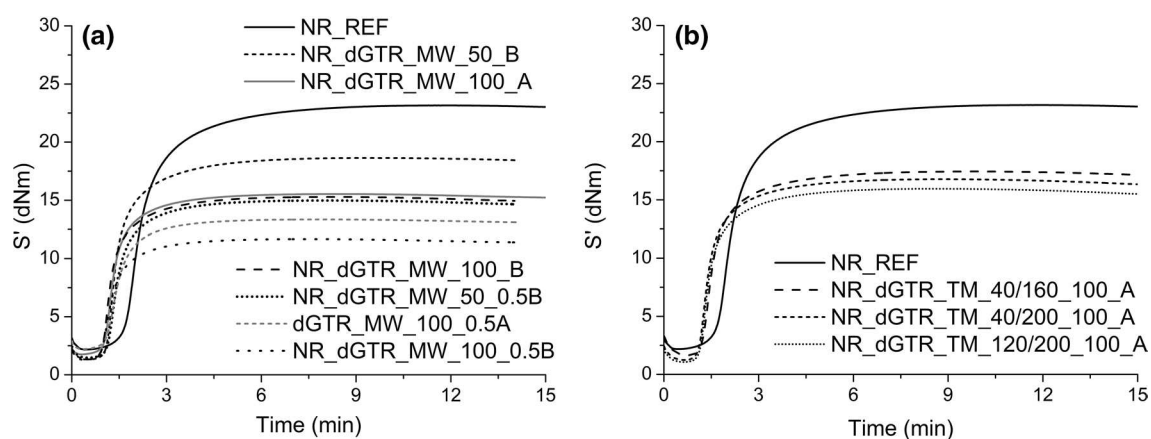 (a)
NR_REF
NR_dGTR_MW_50_B
NR_dGTR_MW_100_A
NR_dGTR_MW_100_B
NR_dGTR_MW_50_0.5B
dGTR_MW_100_0.5A
NR_dGTR_MW_100_0.5B
S' (dNm)
30
25
20
15
10
5
0
0 3 6 9 12 15
Time (min)
(b)
NR_REF
NR_dGTR_TM_40/160_100_A
NR_dGTR_TM_40/200_100_A
NR_dGTR_TM_120/200_100_A
S' (dNm)
30
25
20
15
10
5
0
0 3 6 9 12 15
Time (min)